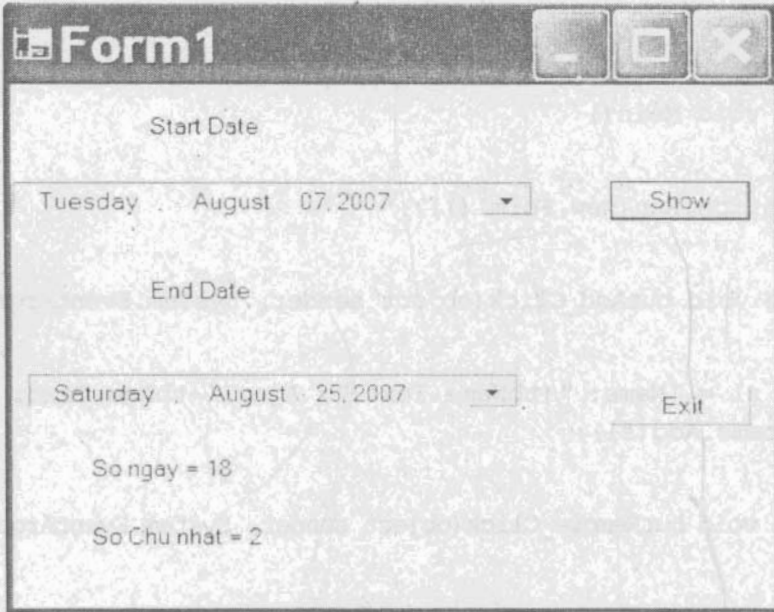 Form1
Start Date
Tuesday August 07, 2007
Show
End Date
Saturday August 25, 2007
Exit
So ngay = 18
So Chu nhat = 2